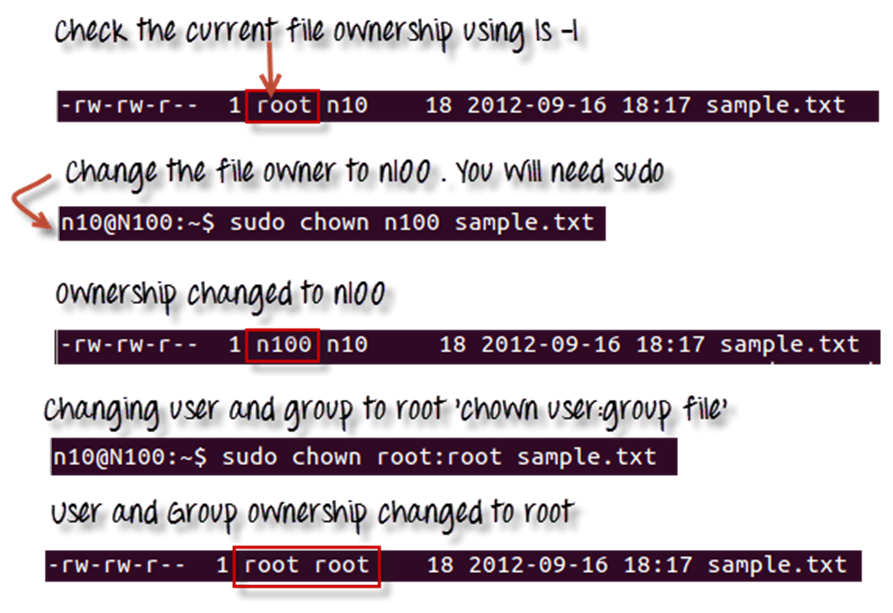 Check the current file ownership using ls -l
-rw-rw-r-- 1 root n10 18 2012-09-16 18:17 sample.txt
Change the file owner to n100 . You will need sudo
n10@N100:~$ sudo chown n100 sample.txt
ownership changed to n100
-rw-rw-r-- 1 n100 n10 18 2012-09-16 18:17 sample.txt
Changing user and group to root 'chown user:group file'
n10@N100:~$ sudo chown root:root sample.txt
User and Group ownership changed to root
-rw-rw-r-- 1 root root 18 2012-09-16 18:17 sample.txt